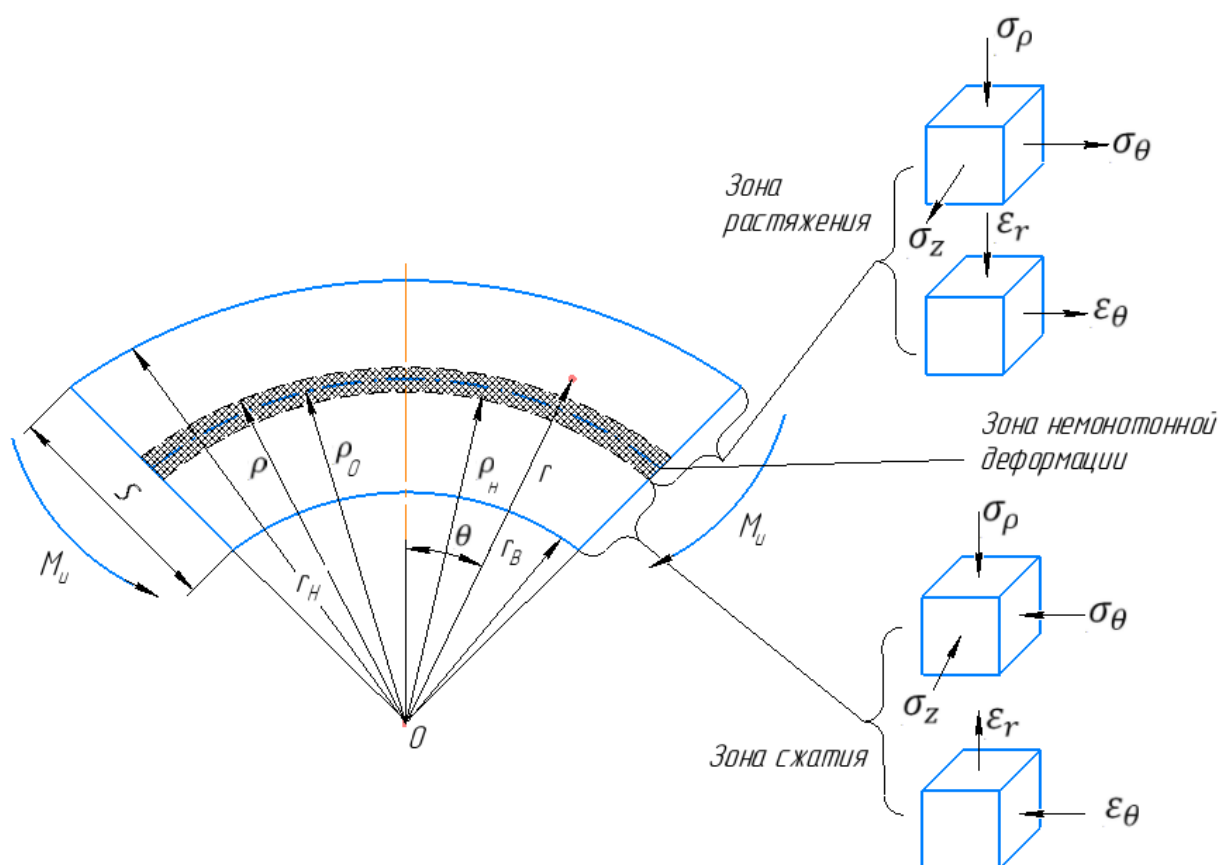 σρ
σθ
Зона
растяжения
σz
εr
εθ
Зона немонотонной
деформации
S
ρ
ρ0
ρн
r
Mи
θ
rВ
rН
Mи
O
σρ
σθ
σz
εr
Зона сжатия
εθ